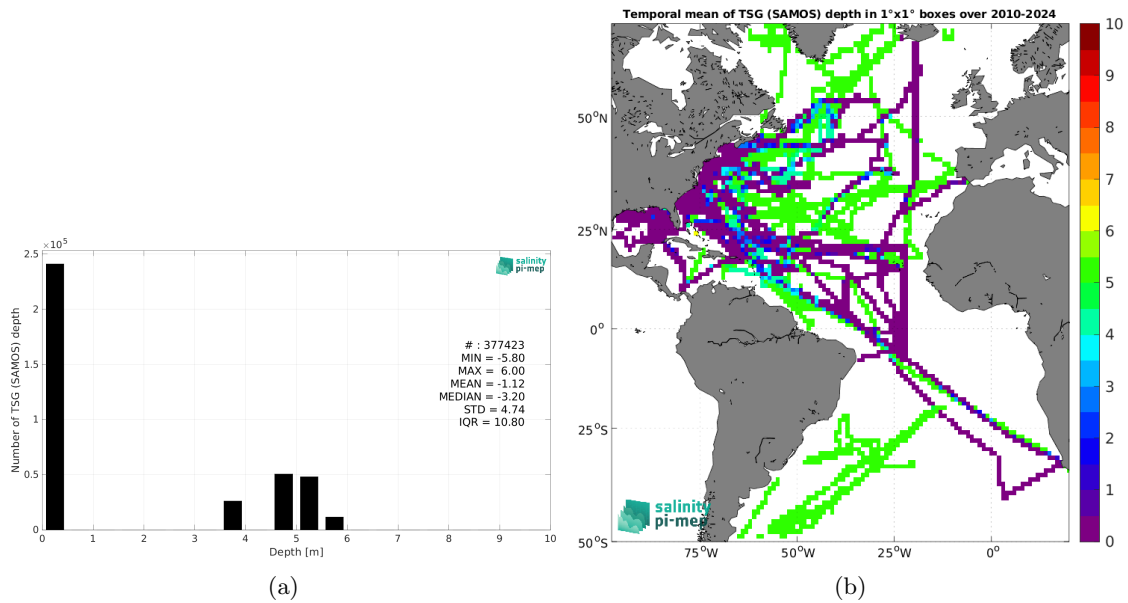 Temporal mean of TSG (SAMOS) depth in 1°x1° boxes over 2010-2024
×10⁵
2.5
2
1.5
1
0.5
0
Number of TSG (SAMOS) depth
0 1 2 3 4 5 6 7 8 9 10
Depth [m]
salinity
pi-mep
# : 377423
MIN = -5.80
MAX = 6.00
MEAN = -1.12
MEDIAN = -3.20
STD = 4.74
IQR = 10.80
(a)
50°N
25°N
0°
25°S
50°S
75°W 50°W 25°W 0°
salinity
pi-mep
10
9
8
7
6
5
4
3
2
1
0
(b)